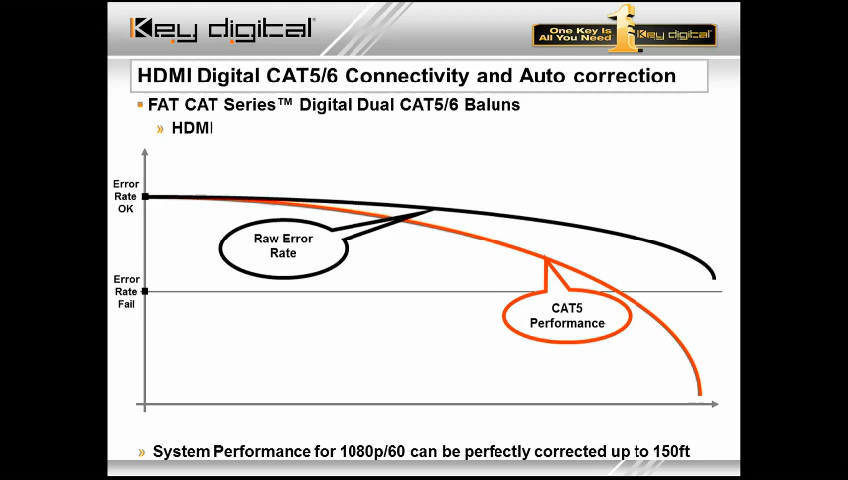 Key digital®
One Key Is
All You Need
1
Key digital
HDMI Digital CAT5/6 Connectivity and Auto correction
FAT CAT Series™ Digital Dual CAT5/6 Baluns
» HDMI
Error
Rate
OK
Raw Error
Rate
Error
Rate
Fail
CAT5
Performance
» System Performance for 1080p/60 can be perfectly corrected up to 150ft